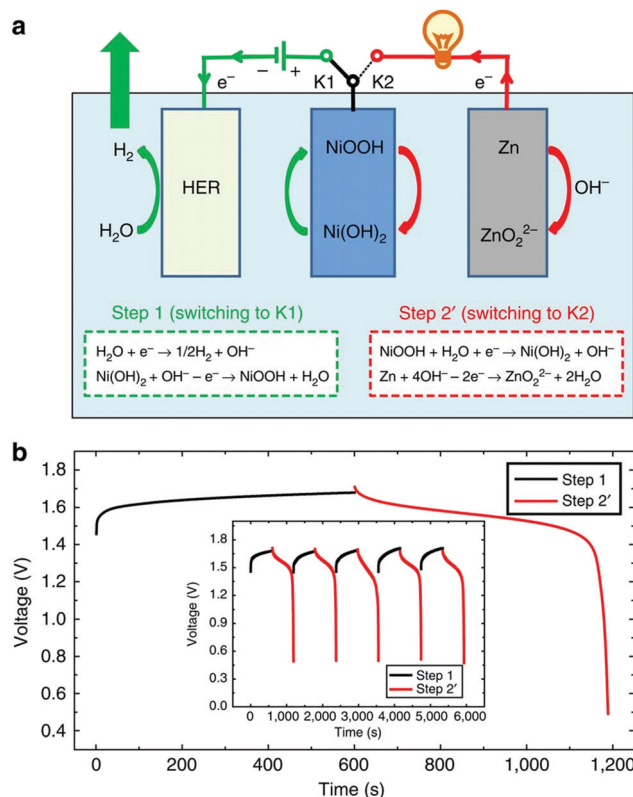 a
− + K1 K2
e⁻ e⁻
H₂ NiOOH Zn
HER OH⁻
H₂O Ni(OH)₂ ZnO₂²⁻
Step 1 (switching to K1)
H₂O + e⁻ → 1/2H₂ + OH⁻
Ni(OH)₂ + OH⁻ − e⁻ → NiOOH + H₂O
Step 2′ (switching to K2)
NiOOH + H₂O + e⁻ → Ni(OH)₂ + OH⁻
Zn + 4OH⁻ − 2e⁻ → ZnO₂²⁻ + 2H₂O
b
Voltage (V)
1.8
1.6
1.4
1.2
1.0
0.8
0.6
0.4
Step 1
Step 2′
Voltage (V)
2.0
1.8
1.5
1.2
0.9
0.6
0.3
0.0
Step 1
Step 2′
0 1,000 2,000 3,000 4,000 5,000 6,000
Time (s)
0 200 400 600 800 1,000 1,200
Time (s)